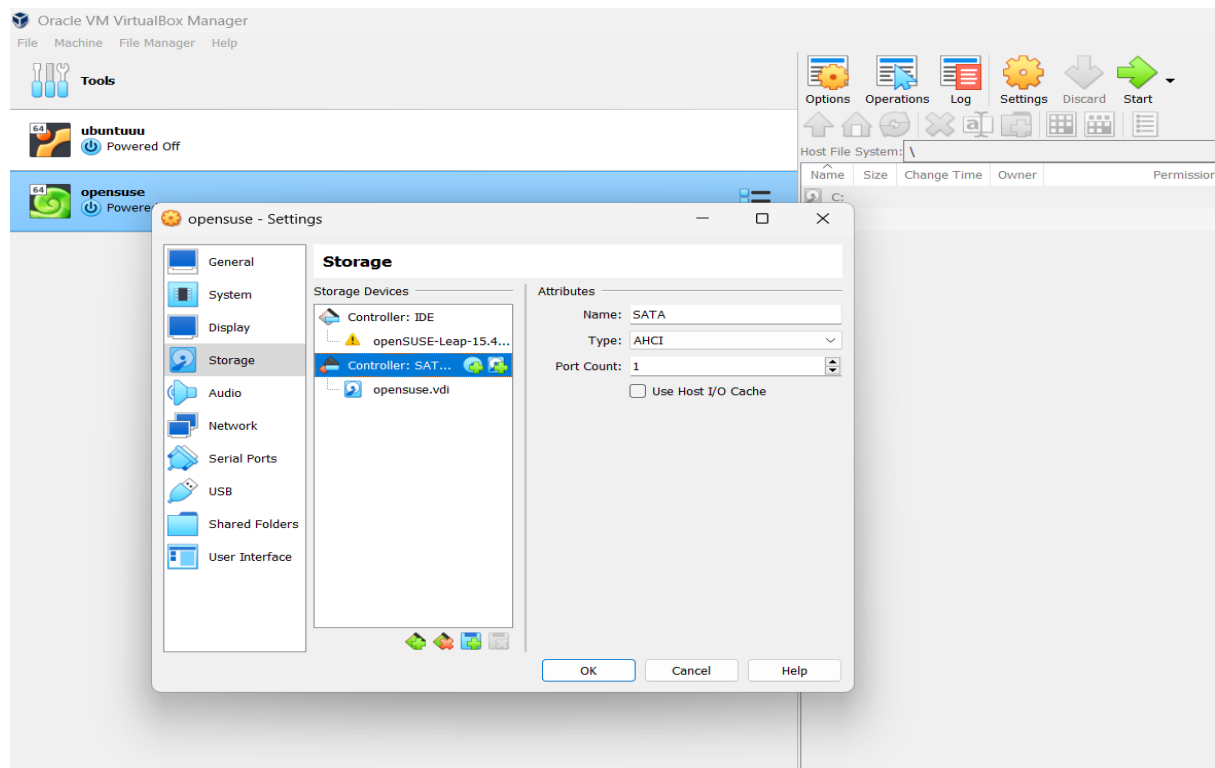 Oracle VM VirtualBox Manager
File Machine File Manager Help
Tools
64
ubuntuuu
Powered Off
64
opensuse
Powere
Options Operations Log Settings Discard Start
Host File System: \
Name Size Change Time Owner Permission
C:
opensuse - Settings
General
System
Display
Storage
Audio
Network
Serial Ports
USB
Shared Folders
User Interface
Storage
Storage Devices
Controller: IDE
openSUSE-Leap-15.4...
Controller: SAT...
opensuse.vdi
Attributes
Name: SATA
Type: AHCI
Port Count: 1
Use Host I/O Cache
OK Cancel Help